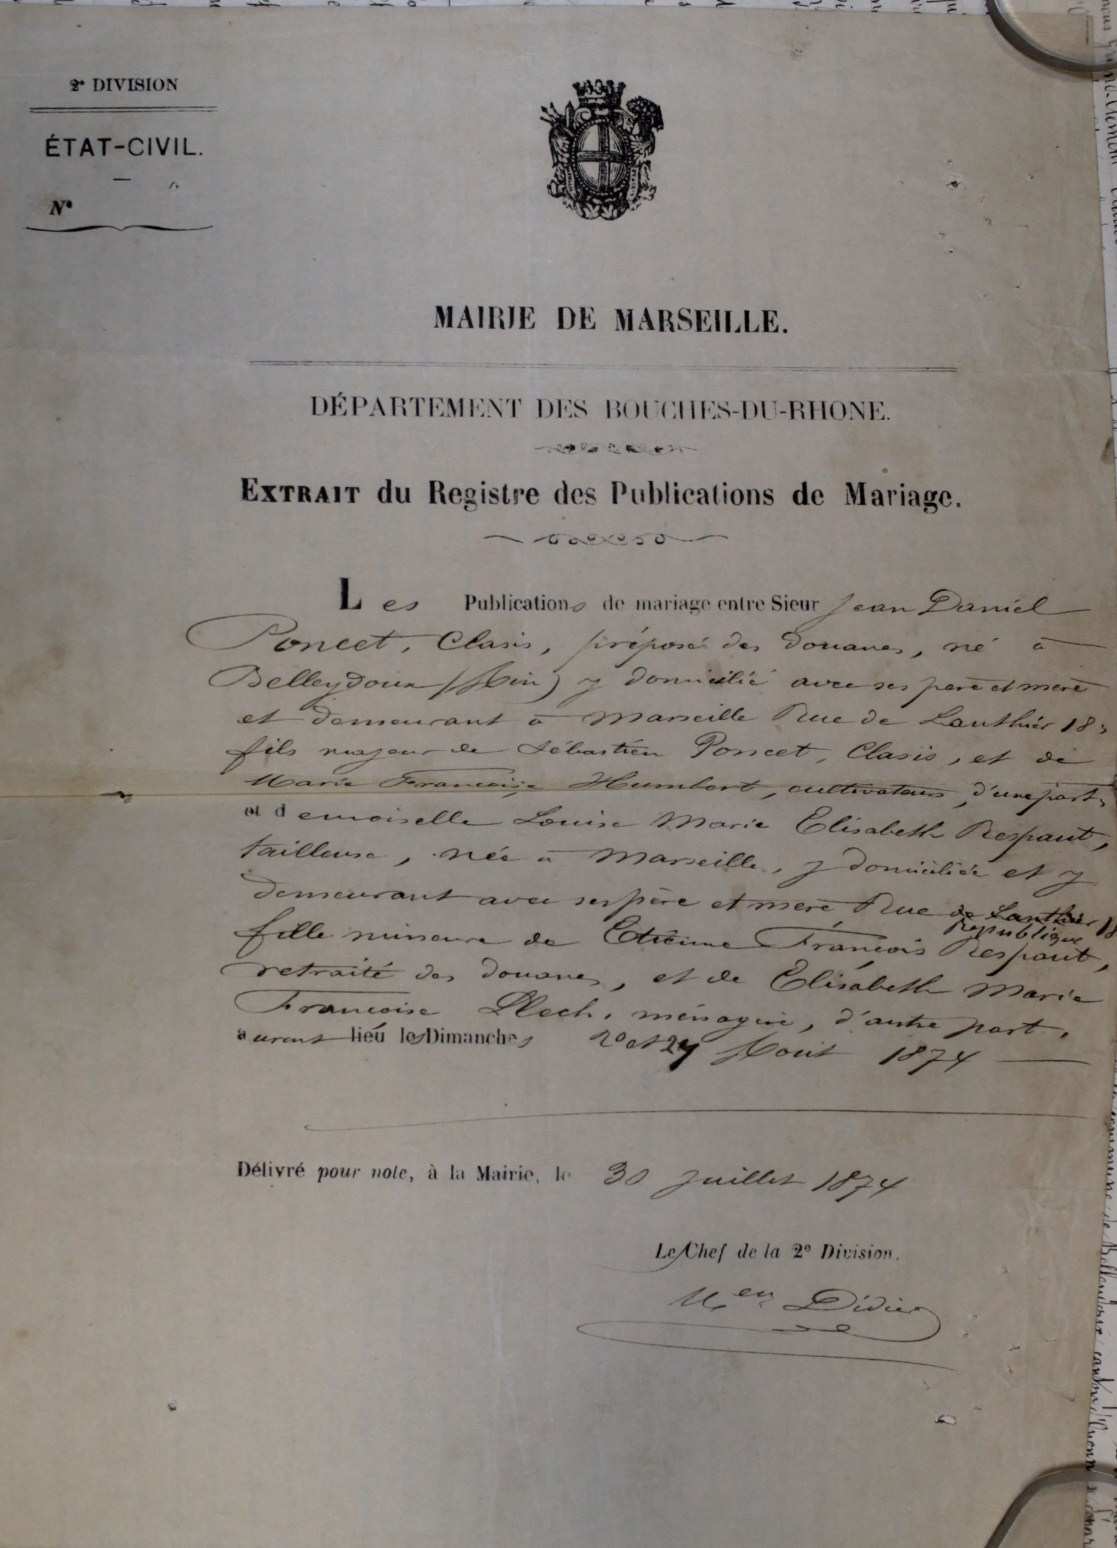 2e DIVISION
ÉTAT-CIVIL.
N°
MAIRIE DE MARSEILLE.
DÉPARTEMENT DES BOUCHES-DU-RHONE.
EXTRAIT du Registre des Publications de Mariage.
Les Publications de mariage entre Sieur Jean Daniel
Poncet, Clasis, préposé des douanes, né à
Belleydoux (Ain) y domicilié avec ses père et mère
et demeurant à Marseille Rue de Lauthier 18
fils majeur de Sébastien Poncet, Clasis, et de
Marie Françoise Humbert, cultivateurs, d'une part,
et demoiselle Louise Marie Elisabeth Respaut,
tailleuse, née à Marseille, y domiciliée et y
demeurant avec ses père et mère Rue de Lauthier 18
République
fille mineure de Etienne François Respaut,
retraité des douanes, et de Elisabeth Marie
Françoise Llech, ménagère, d'autre part,
auront lieu les Dimanches 20 et 27 Aout 1874
Délivré pour note, à la Mairie, le 30 Juillet 1874
Le Chef de la 2e Division.
Didier